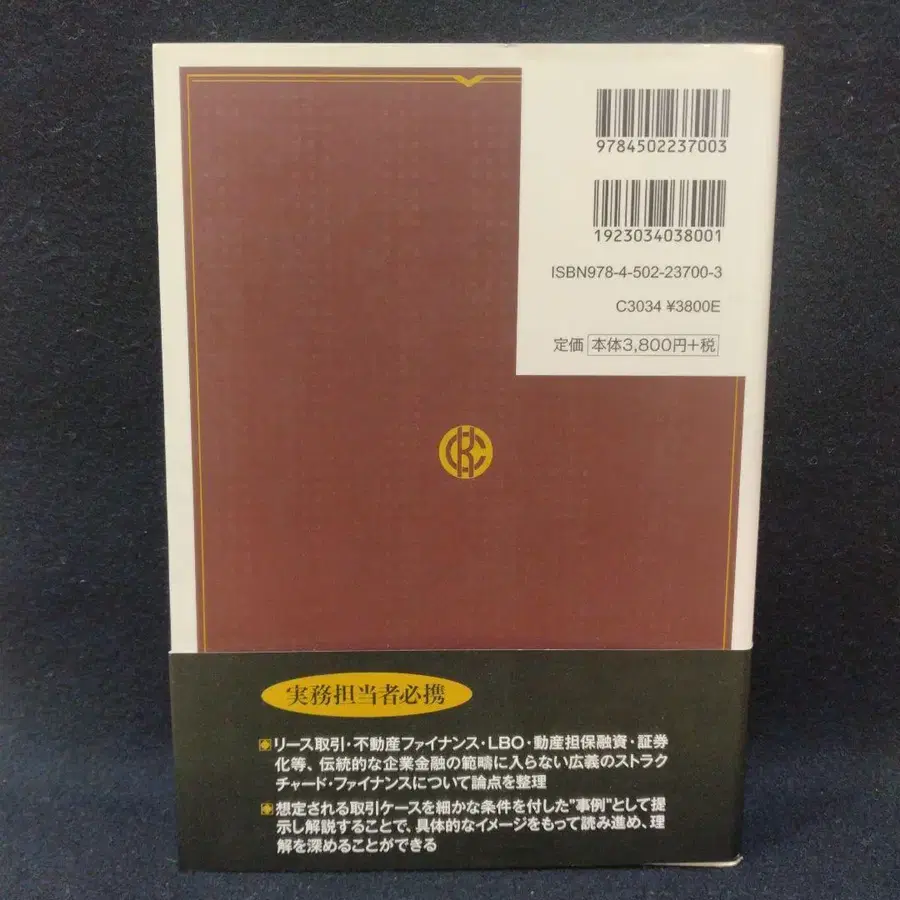 9784502237003
1923034038001
ISBN978-4-502-23700-3
C3034 ¥3800E
定価 本体3,800円+税
実務担当者必携
リース取引・不動産ファイナンス・LBO・動産担保融資・証券
化等、伝統的な企業金融の範疇に入らない広義のストラク
チャード・ファイナンスについて論点を整理
想定される取引ケースを細かな条件を付した"事例"として提
示し解説することで、具体的なイメージをもって読み進め、理
解を深めることができる